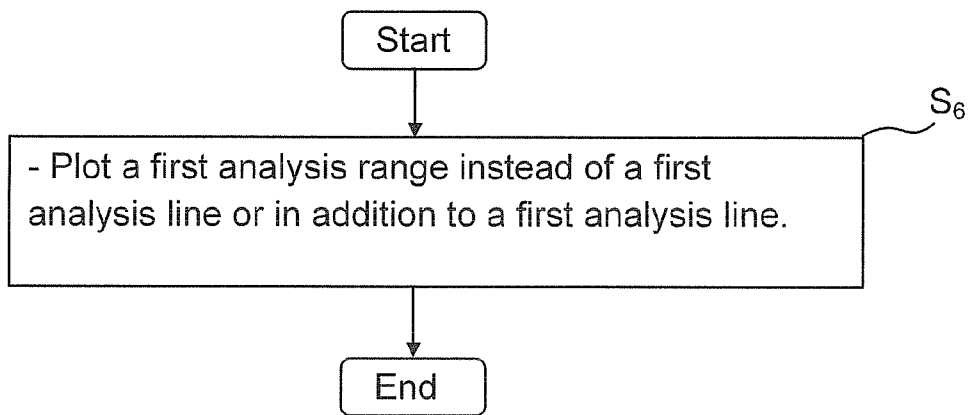 Start
S₆
- Plot a first analysis range instead of a first
analysis line or in addition to a first analysis line.
End